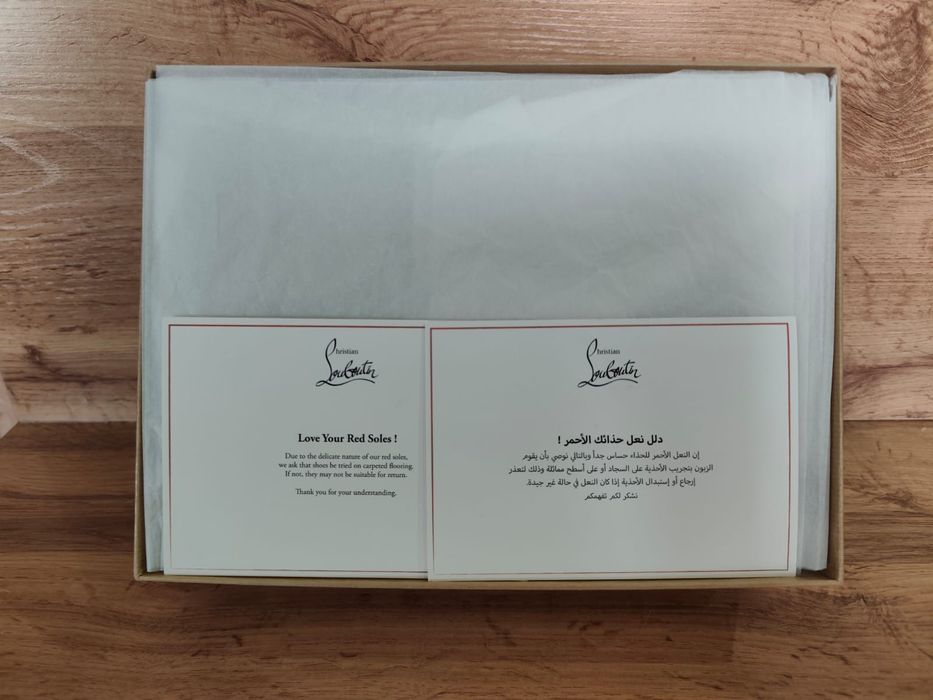 Christian
Louboutin
Love Your Red Soles !
Due to the delicate nature of our red soles,
we ask that shoes be tried on carpeted flooring.
If not, they may not be suitable for return.
Thank you for your understanding.
Christian
Louboutin
دلل نعل حذائك الأحمر !
إن النعل الأحمر للحذاء حساس جداً وبالتالي نوصي بأن يقوم
الزبون بتجريب الأحذية على السجاد أو على أسطح مماثلة وذلك لتعذر
إرجاع أو إستبدال الأحذية إذا كان النعل في حالة غير جيدة.
نشكر لكم تفهمكم